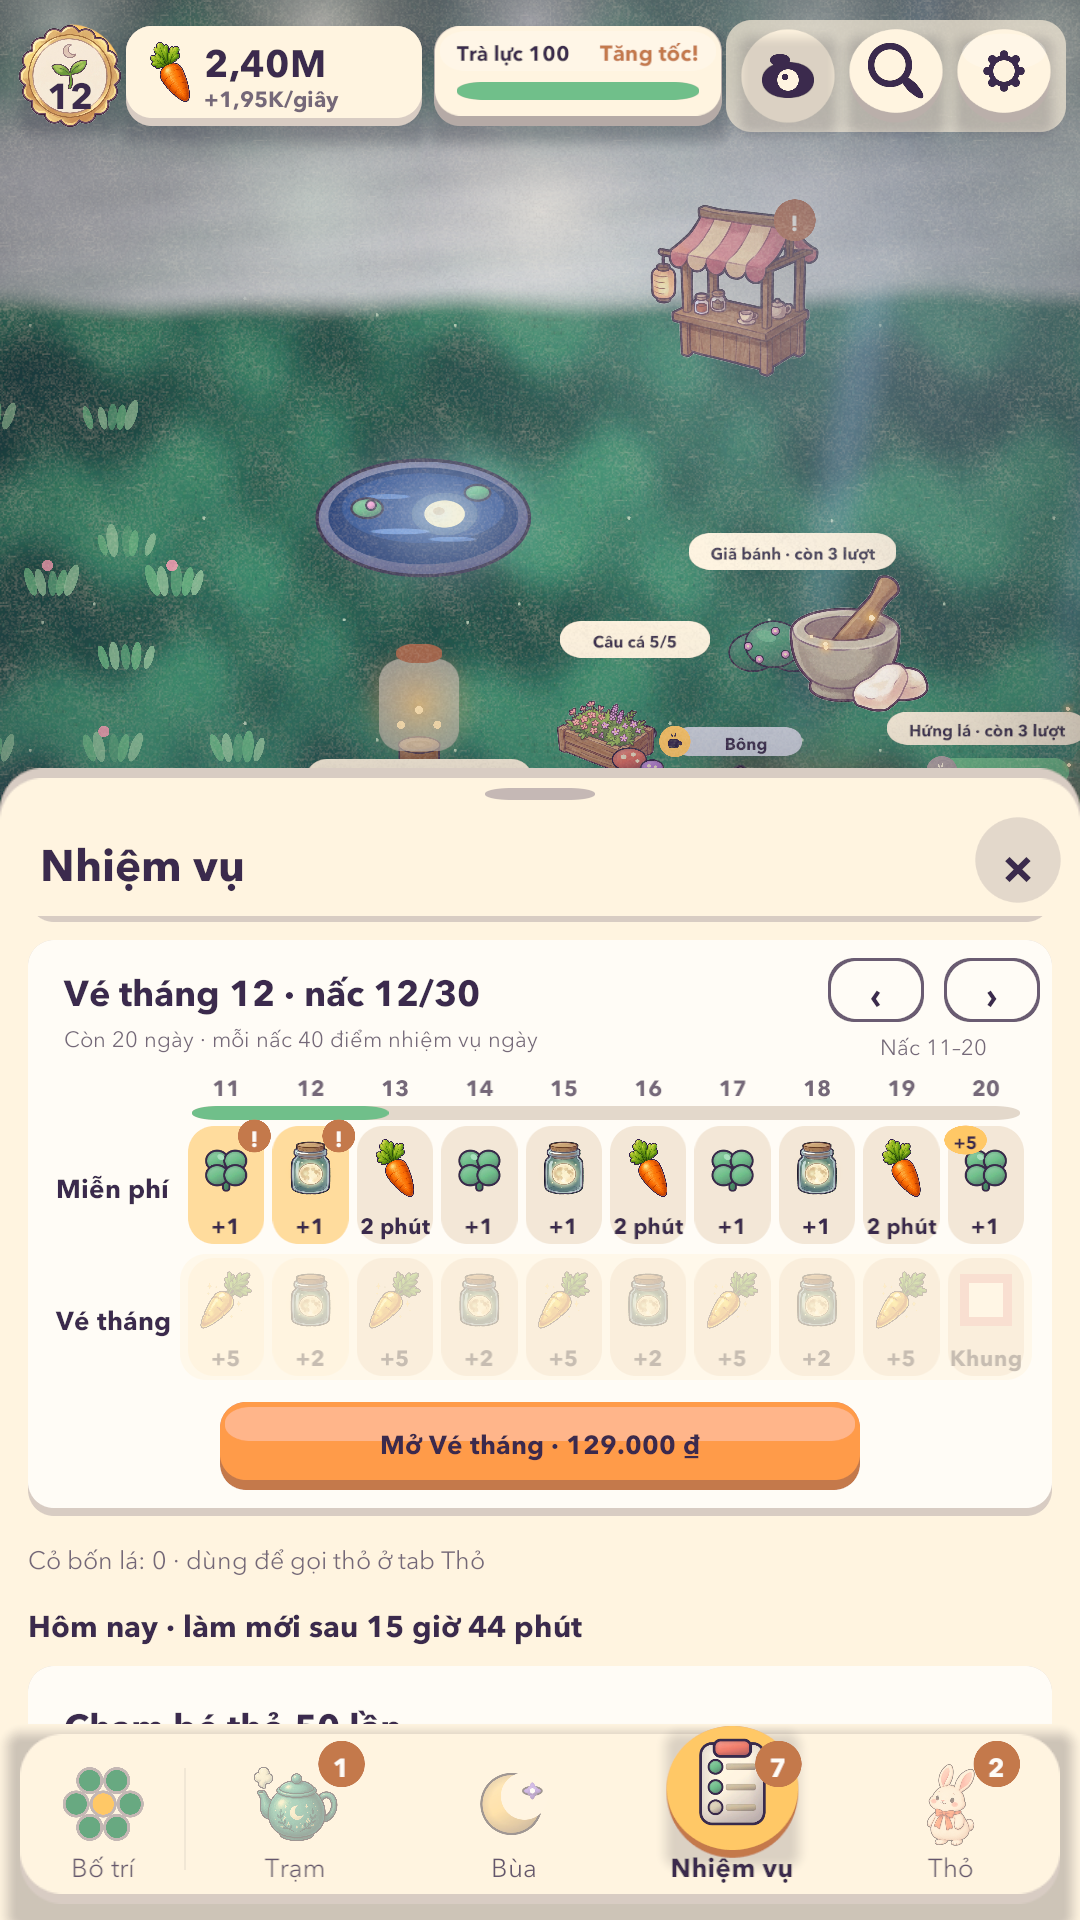 12
2,40M
+1,95K/giây
Trà lực 100 Tăng tốc!
!
Giã bánh · còn 3 lượt
Câu cá 5/5
Hứng lá · còn 3 lượt
Bông
Nhiệm vụ
×
Vé tháng 12 · nấc 12/30
‹ ›
Còn 20 ngày · mỗi nấc 40 điểm nhiệm vụ ngày
Nấc 11–20
11 12 13 14 15 16 17 18 19 20
! ! +5
Miễn phí
+1 +1 2 phút +1 +1 2 phút +1 +1 2 phút +1
Vé tháng
+5 +2 +5 +2 +5 +2 +5 +2 +5 Khung
Mở Vé tháng · 129.000 ₫
Cỏ bốn lá: 0 · dùng để gọi thỏ ở tab Thỏ
Hôm nay · làm mới sau 15 giờ 44 phút
Chạm bé thỏ 50 lần
1 7 2
Bố trí Trạm Bùa Nhiệm vụ Thỏ